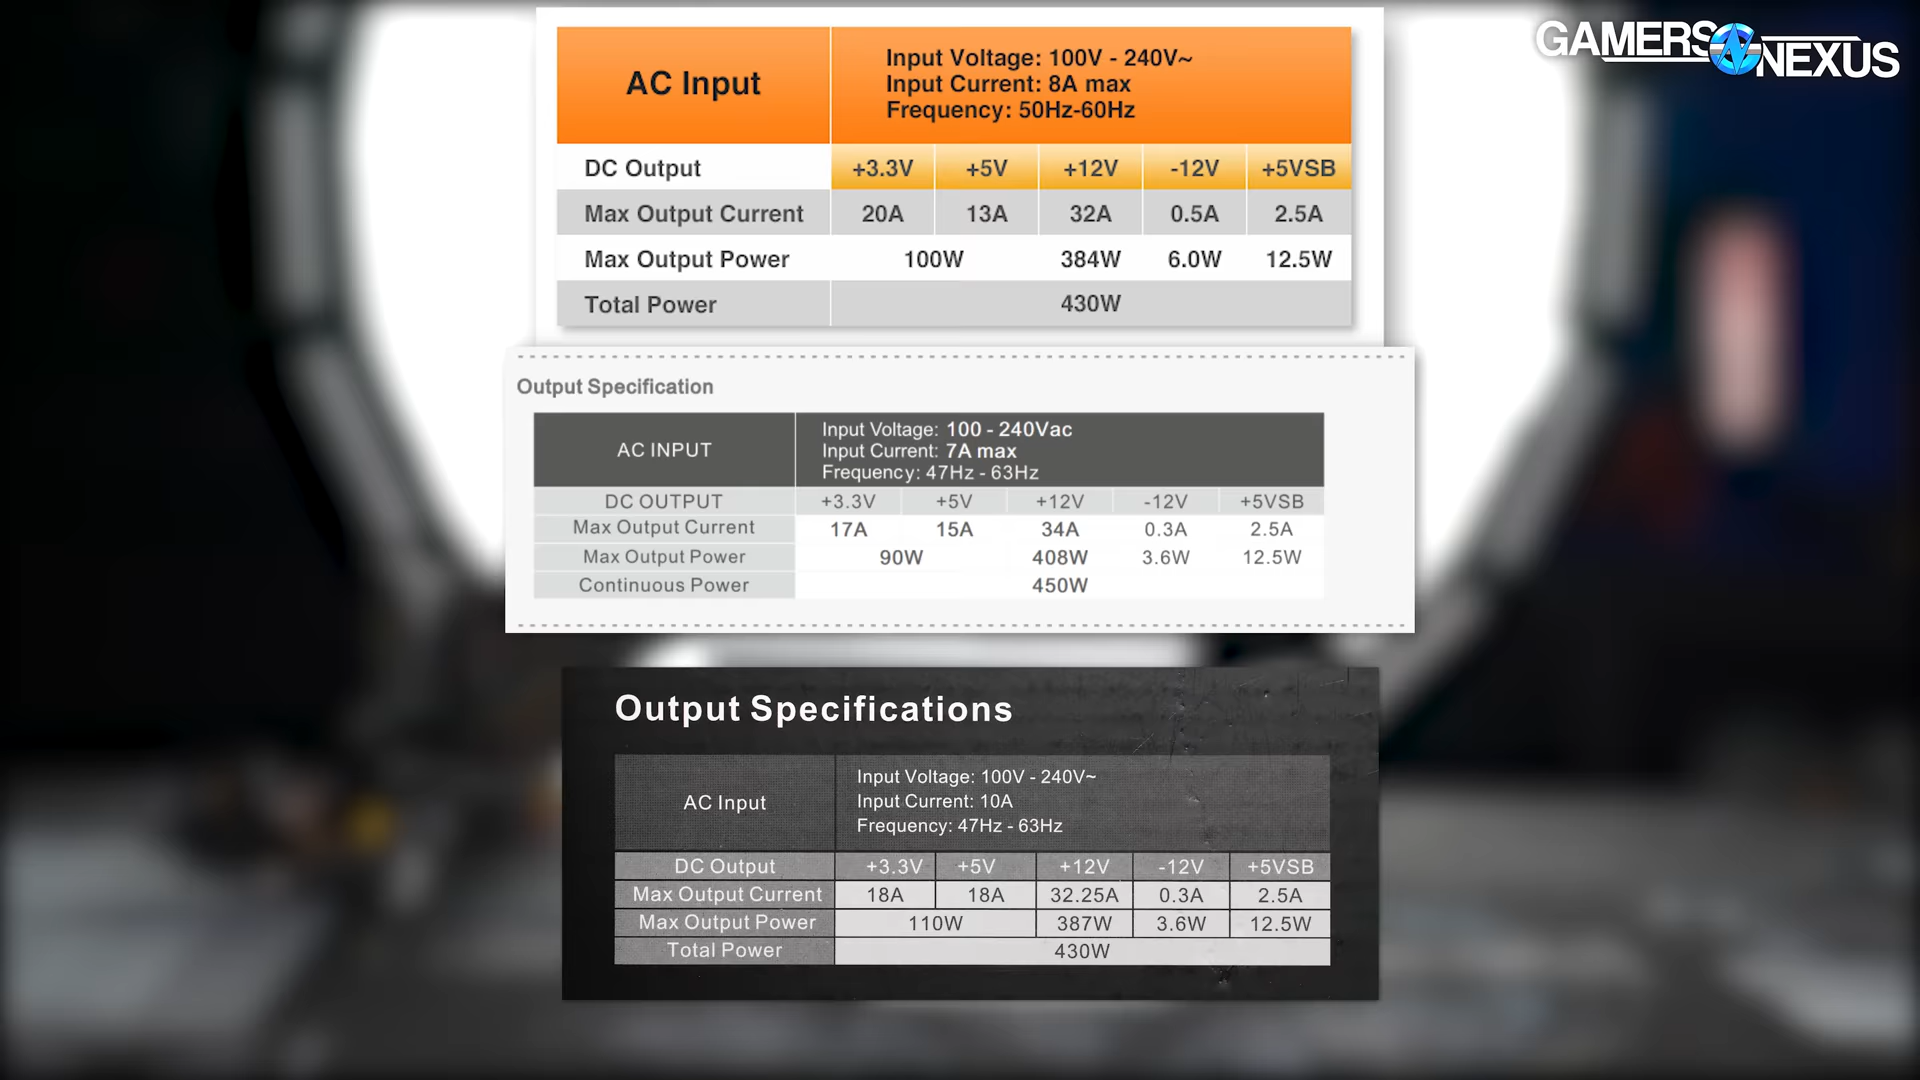 GAMERS NEXUS
AC Input
Input Voltage: 100V - 240V~
Input Current: 8A max
Frequency: 50Hz-60Hz
DC Output +3.3V +5V +12V -12V +5VSB
Max Output Current 20A 13A 32A 0.5A 2.5A
Max Output Power 100W 384W 6.0W 12.5W
Total Power 430W
Output Specification
AC INPUT
Input Voltage: 100 - 240Vac
Input Current: 7A max
Frequency: 47Hz - 63Hz
DC OUTPUT +3.3V +5V +12V -12V +5VSB
Max Output Current 17A 15A 34A 0.3A 2.5A
Max Output Power 90W 408W 3.6W 12.5W
Continuous Power 450W
Output Specifications
AC Input
Input Voltage: 100V - 240V~
Input Current: 10A
Frequency: 47Hz - 63Hz
DC Output +3.3V +5V +12V -12V +5VSB
Max Output Current 18A 18A 32.25A 0.3A 2.5A
Max Output Power 110W 387W 3.6W 12.5W
Total Power 430W